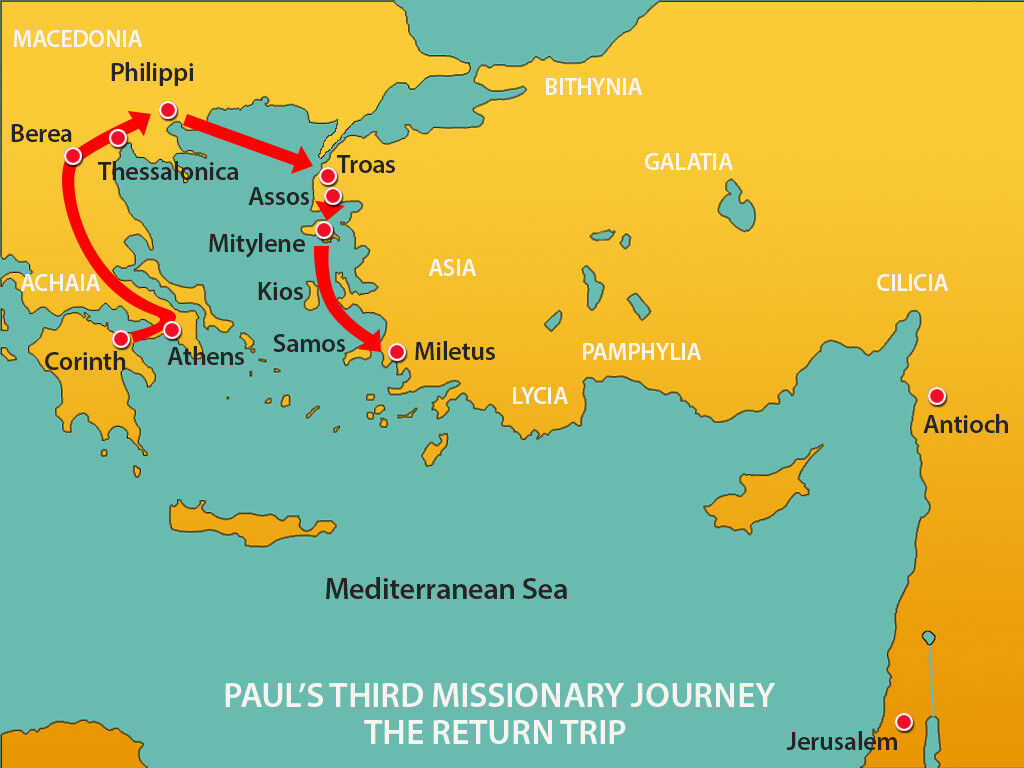 MACEDONIA
Philippi
BITHYNIA
Berea
Thessalonica
Troas
GALATIA
Assos
Mitylene
ASIA
ACHAIA
Kios
CILICIA
Corinth
Athens
Samos
Miletus
PAMPHYLIA
LYCIA
Antioch
Mediterranean Sea
PAUL'S THIRD MISSIONARY JOURNEY
THE RETURN TRIP
Jerusalem